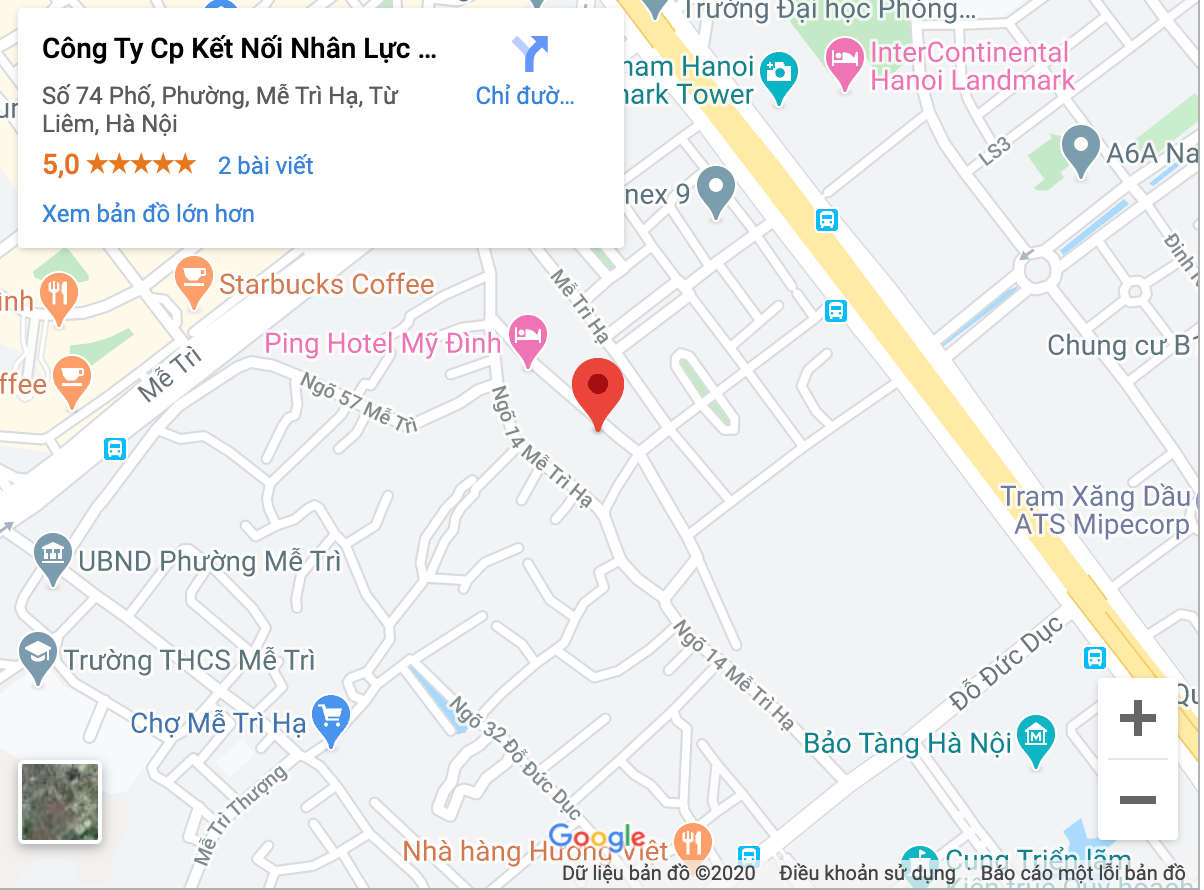 Trường Đại học Phòng...
Công Ty Cp Kết Nối Nhân Lực ...
Chỉ đườ...
Số 74 Phố, Phường, Mễ Trì Hạ, Từ
Liêm, Hà Nội
5,0
2 bài viết
Xem bản đồ lớn hơn
InterContinental
Hanoi Landmark
nam Hanoi
mark Tower
LS3
A6A Na
nex 9
Đình
Starbucks Coffee
ình
Mễ Trì Hạ
Ping Hotel Mỹ Đình
Chung cư B1
ffee
Mễ Trì
Ngõ 57 Mễ Trì
Ngõ 14 Mễ Trì Hạ
Trạm Xăng Dầu
ATS Mipecorp
UBND Phường Mễ Trì
Trường THCS Mễ Trì
Ngõ 14 Mễ Trì Hạ
Đỗ Đức Dục
Qu
Chợ Mễ Trì Hạ
Ngõ 32 Đỗ Đức Dục
Bảo Tàng Hà Nội
+
−
Mễ Trì Thượng
Google
Nhà hàng Hương Việt
Cung Triển lãm
Dữ liệu bản đồ ©2020
Điều khoản sử dụng
Báo cáo một lỗi bản đồ